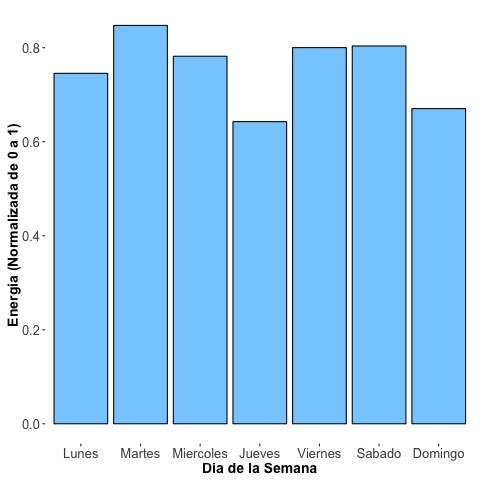 Energia (Normalizada de 0 a 1)
0.8
0.6
0.4
0.2
0.0
Lunes Martes Miercoles Jueves Viernes Sabado Domingo
Dia de la Semana